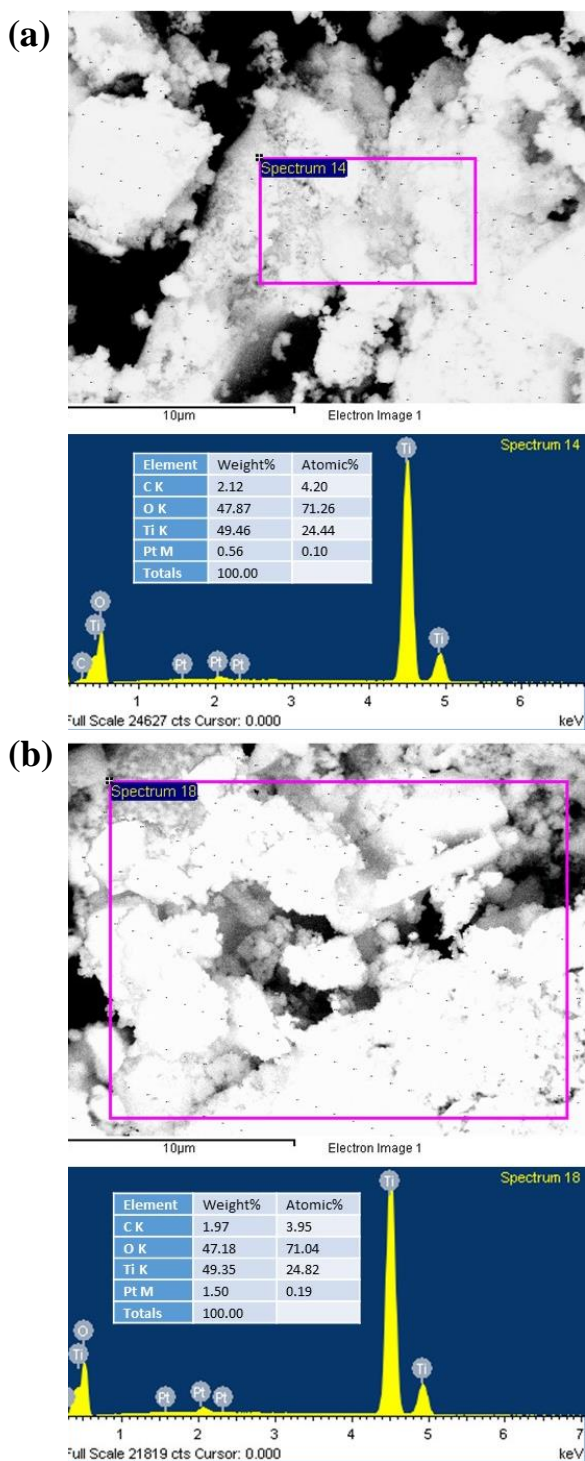 (a)
Spectrum 14
10µm Electron Image 1
Spectrum 14
Ti
Element Weight% Atomic%
C K 2.12 4.20
O K 47.87 71.26
Ti K 49.46 24.44
Pt M 0.56 0.10
Totals 100.00
O
Ti
C
Pt
Pt
Pt
Ti
1 2 3 4 5 6
Full Scale 24627 cts Cursor: 0.000 keV
(b)
Spectrum 18
10µm Electron Image 1
Spectrum 18
Ti
Element Weight% Atomic%
C K 1.97 3.95
O K 47.18 71.04
Ti K 49.35 24.82
Pt M 1.50 0.19
Totals 100.00
O
Ti
Pt
Pt
Pt
Ti
1 2 3 4 5 6 7
Full Scale 21819 cts Cursor: 0.000 keV